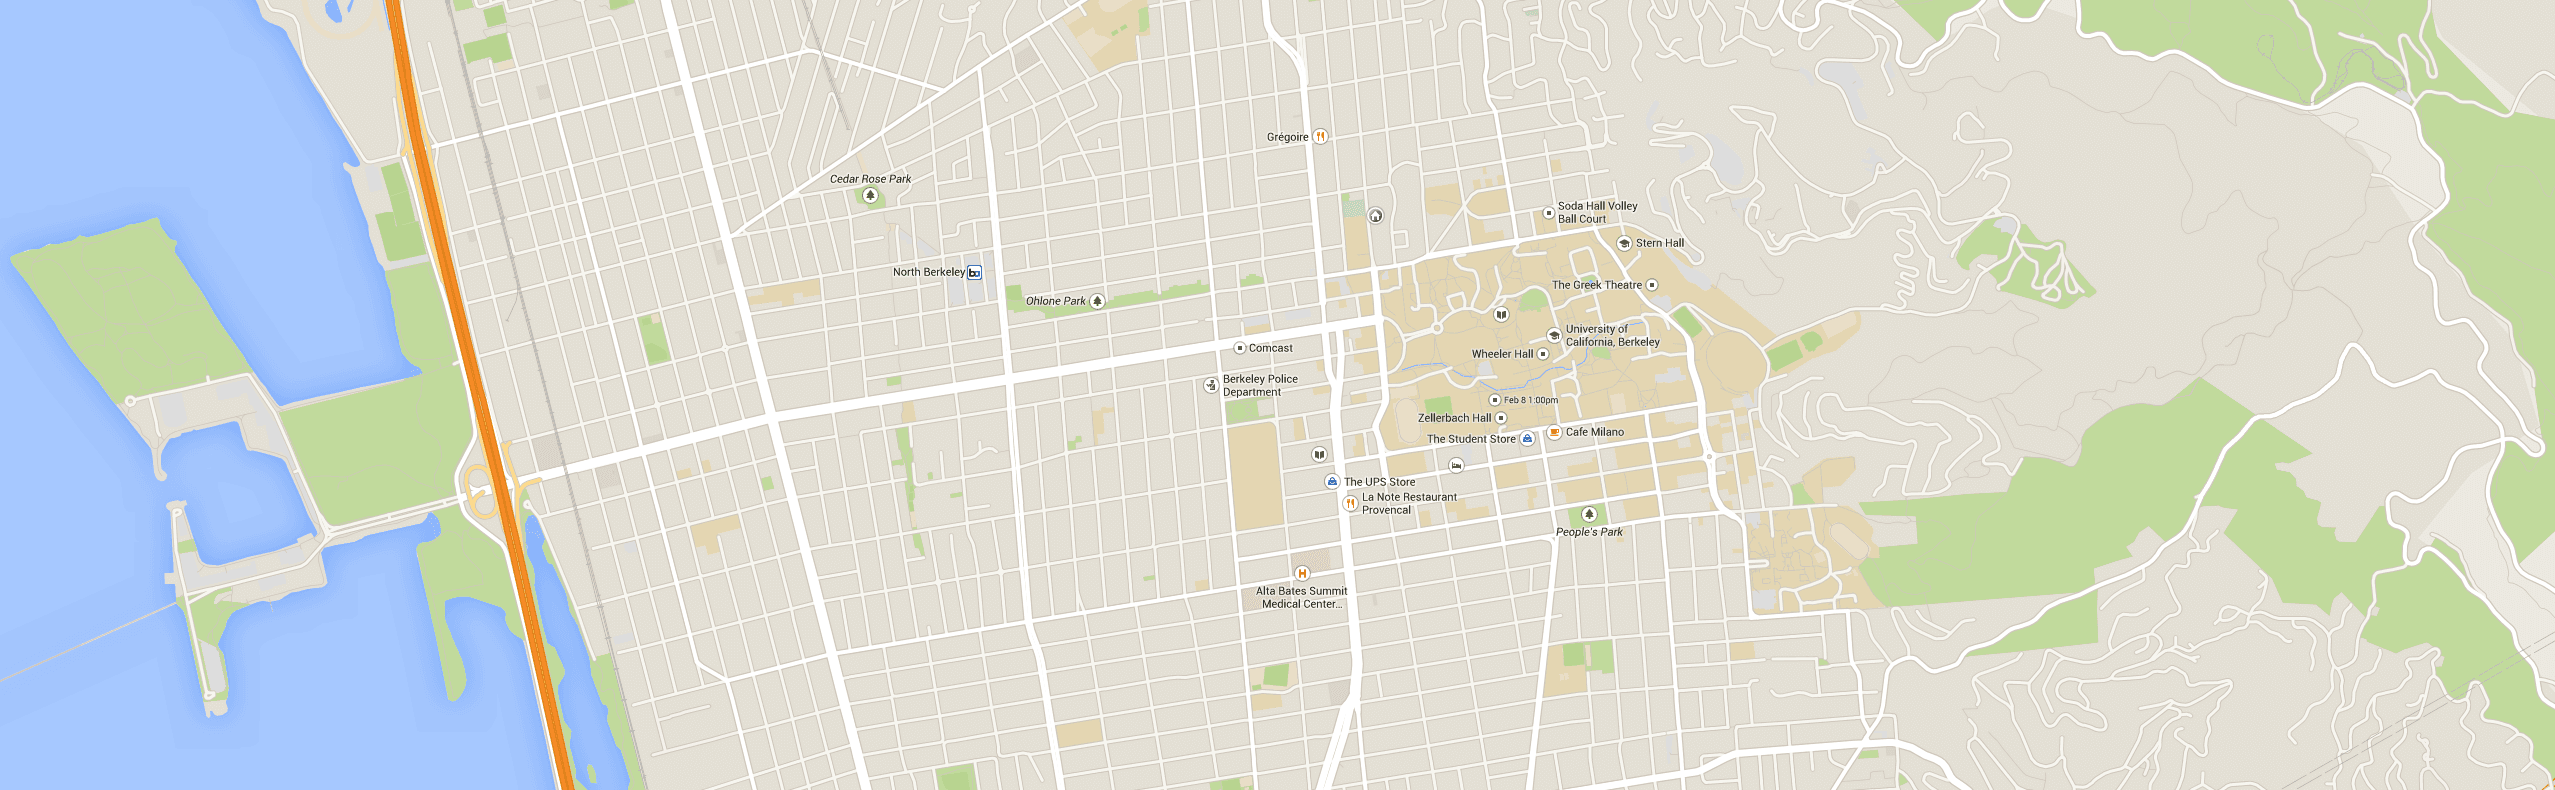 Grégoire
Cedar Rose Park
Soda Hall Volley
Ball Court
Stern Hall
North Berkeley
The Greek Theatre
Ohlone Park
University of
California, Berkeley
Comcast
Wheeler Hall
Berkeley Police
Department
Feb 8 1:00pm
Zellerbach Hall
Cafe Milano
The Student Store
The UPS Store
La Note Restaurant
Provencal
People's Park
H
Alta Bates Summit
Medical Center...